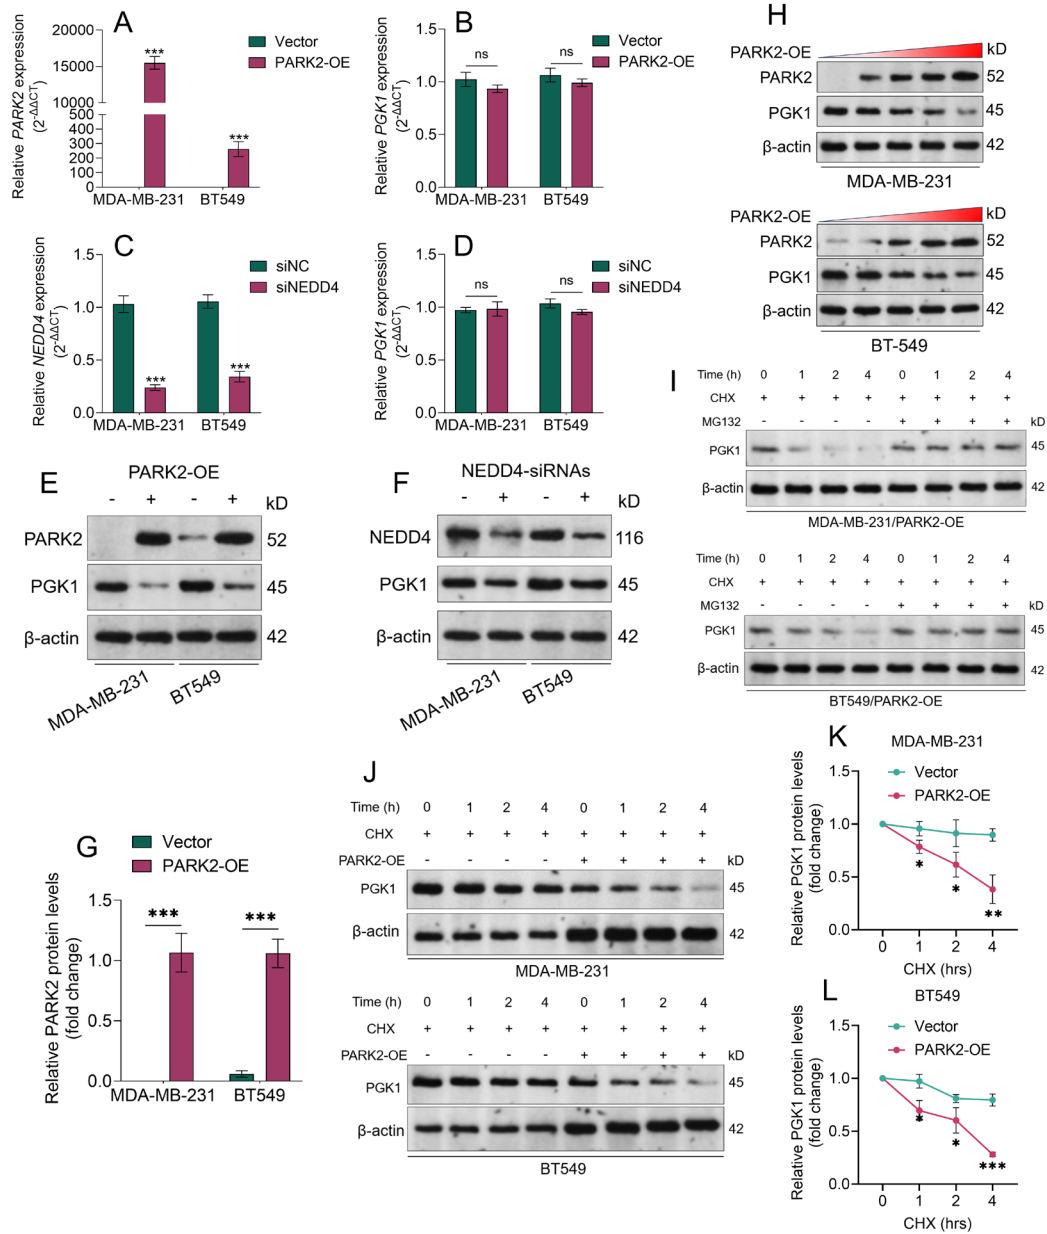 A
Relative PARK2 expression
(2-ΔΔCT)
20000
15000
10000
500
400
300
200
100
0
***
***
Vector
PARK2-OE
MDA-MB-231 BT549
B
Relative PGK1 expression
(2-ΔΔCT)
1.5
1.0
0.5
0.0
ns
ns
Vector
PARK2-OE
MDA-MB-231 BT549
C
Relative NEDD4 expression
(2-ΔΔCT)
1.5
1.0
0.5
0.0
***
***
siNC
siNEDD4
MDA-MB-231 BT549
D
Relative PGK1 expression
(2-ΔΔCT)
1.5
1.0
0.5
0.0
ns
ns
siNC
siNEDD4
MDA-MB-231 BT549
H
PARK2-OE kD
PARK2 52
PGK1 45
β-actin 42
MDA-MB-231
PARK2-OE kD
PARK2 52
PGK1 45
β-actin 42
BT-549
E
PARK2-OE
- + - + kD
PARK2 52
PGK1 45
β-actin 42
MDA-MB-231 BT549
F
NEDD4-siRNAs
- + - + kD
NEDD4 116
PGK1 45
β-actin 42
MDA-MB-231 BT549
I
Time (h) 0 1 2 4 0 1 2 4
CHX + + + + + + + +
MG132 - - - - + + + + kD
PGK1 45
β-actin 42
MDA-MB-231/PARK2-OE
Time (h) 0 1 2 4 0 1 2 4
CHX + + + + + + + +
MG132 - - - - + + + + kD
PGK1 45
β-actin 42
BT549/PARK2-OE
G
Vector
PARK2-OE
Relative PARK2 protein levels
(fold change)
1.5
1.0
0.5
0.0
***
***
MDA-MB-231 BT549
J
Time (h) 0 1 2 4 0 1 2 4
CHX + + + + + + + +
PARK2-OE - - - - + + + + kD
PGK1 45
β-actin 42
MDA-MB-231
Time (h) 0 1 2 4 0 1 2 4
CHX + + + + + + + +
PARK2-OE - - - - + + + + kD
PGK1 45
β-actin 42
BT549
K
MDA-MB-231
Relative PGK1 protein levels
(fold change)
1.5
1.0
0.5
0.0
Vector
PARK2-OE
*
*
**
0 1 2 4
CHX (hrs)
L
BT549
Relative PGK1 protein levels
(fold change)
1.5
1.0
0.5
0.0
Vector
PARK2-OE
*
*
***
0 1 2 4
CHX (hrs)